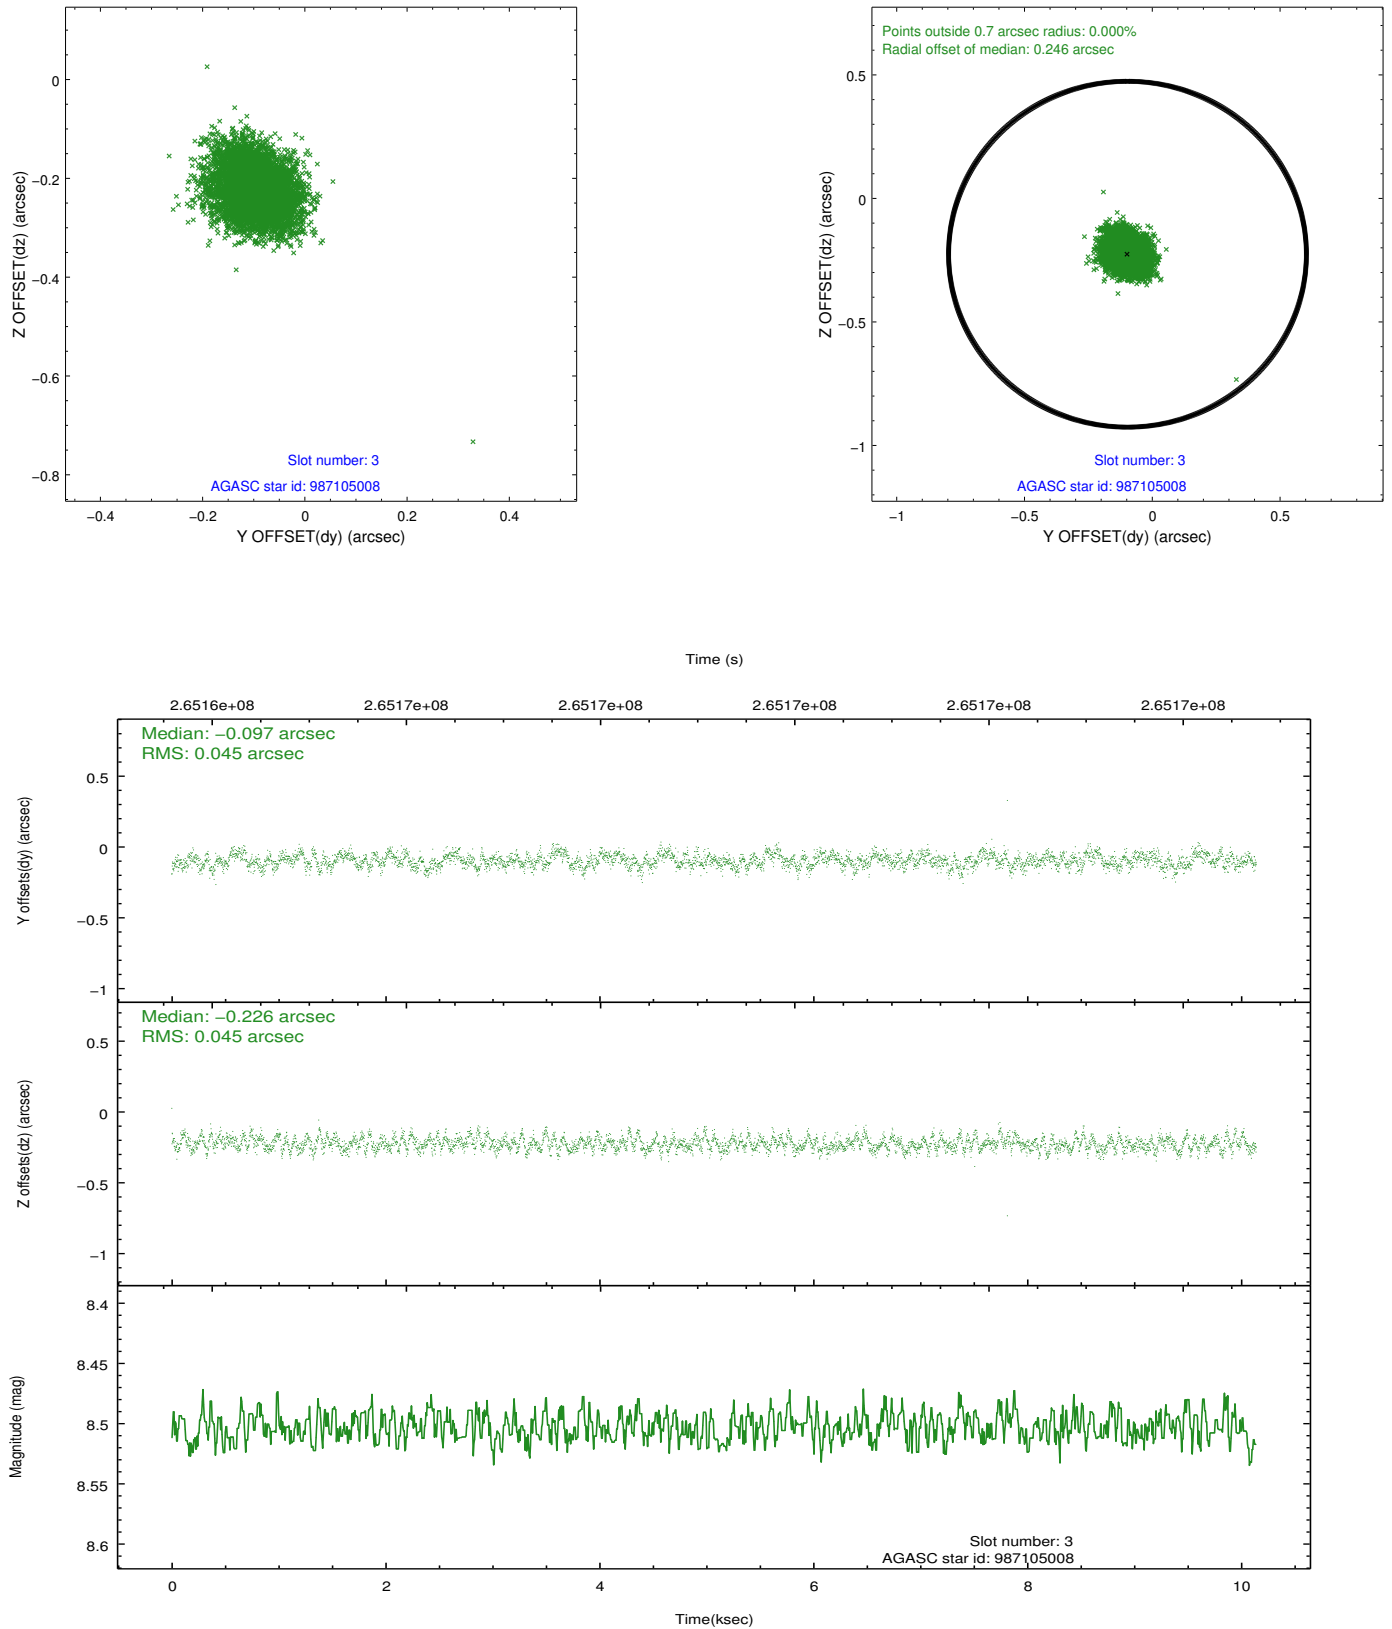 0
−0.2
−0.4
−0.6
−0.8
Z OFFSET(dz) (arcsec)
Slot number: 3
AGASC star id: 987105008
−0.4 −0.2 0 0.2 0.4
Y OFFSET(dy) (arcsec)
Points outside 0.7 arcsec radius: 0.000%
Radial offset of median: 0.246 arcsec
0.5
0
−0.5
−1
Z OFFSET(dz) (arcsec)
Slot number: 3
AGASC star id: 987105008
−1 −0.5 0 0.5
Y OFFSET(dy) (arcsec)
Time (s)
2.6516e+08 2.6517e+08 2.6517e+08 2.6517e+08 2.6517e+08 2.6517e+08
Median: −0.097 arcsec
RMS: 0.045 arcsec
0.5
0
−0.5
−1
Y offsets(dy) (arcsec)
Median: −0.226 arcsec
RMS: 0.045 arcsec
0.5
0
−0.5
−1
Z offsets(dz) (arcsec)
8.4
8.45
8.5
8.55
8.6
Magnitude (mag)
Slot number: 3
AGASC star id: 987105008
0 2 4 6 8 10
Time(ksec)